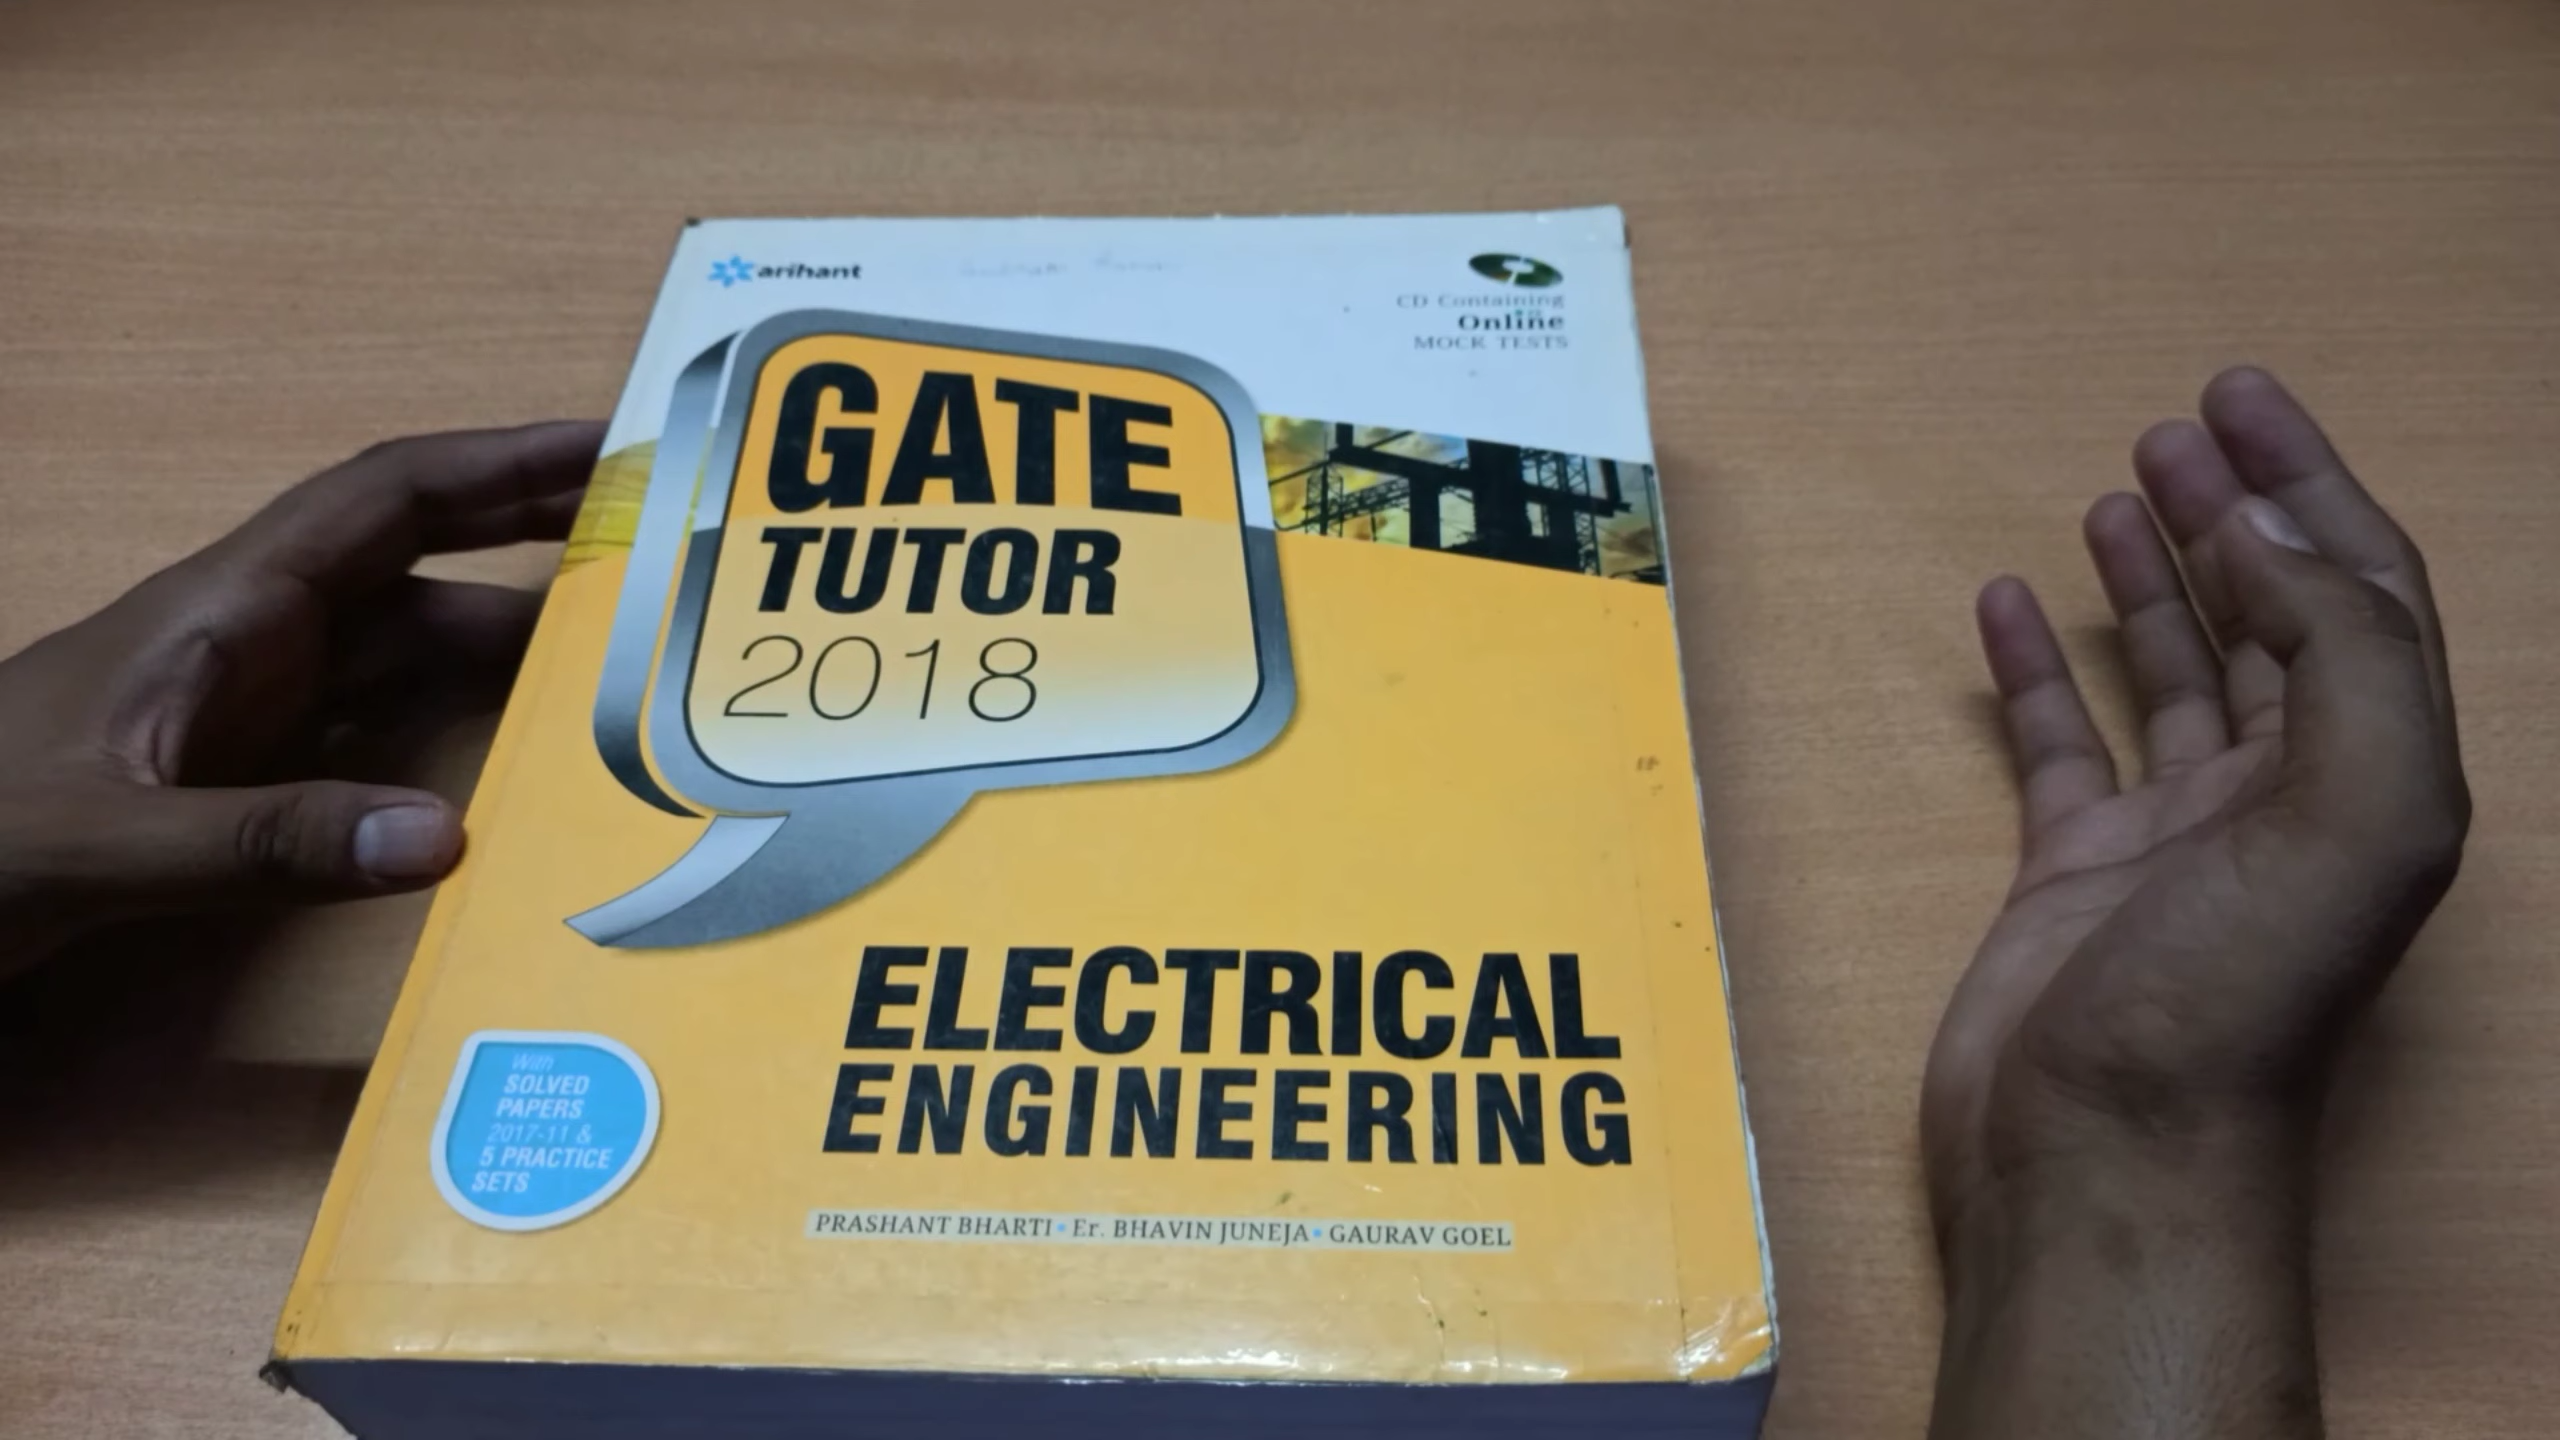 arihant
CD Containing
Online
MOCK TESTS
GATE
TUTOR
2018
ELECTRICAL
ENGINEERING
With
SOLVED
PAPERS
2017-11 &
5 PRACTICE
SETS
PRASHANT BHARTI • Er. BHAVIN JUNEJA • GAURAV GOEL